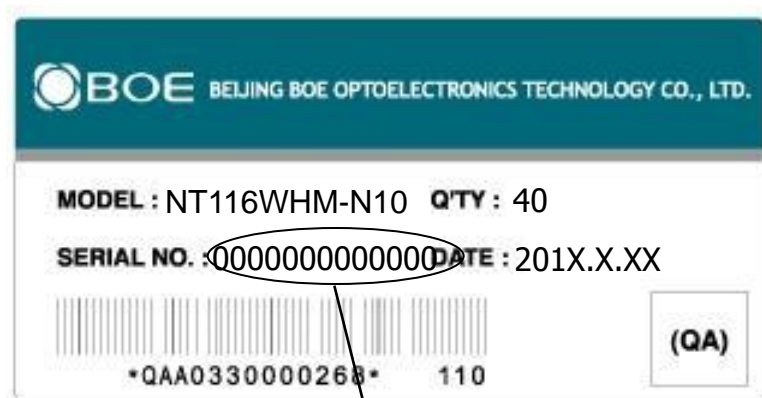 BOE BEIJING BOE OPTOELECTRONICS TECHNOLOGY CO., LTD.
MODEL : NT116WHM-N10 Q'TY : 40
SERIAL NO. : 0000000000000 DATE : 201X.X.XX
*QAA0330000268* 110
(QA)